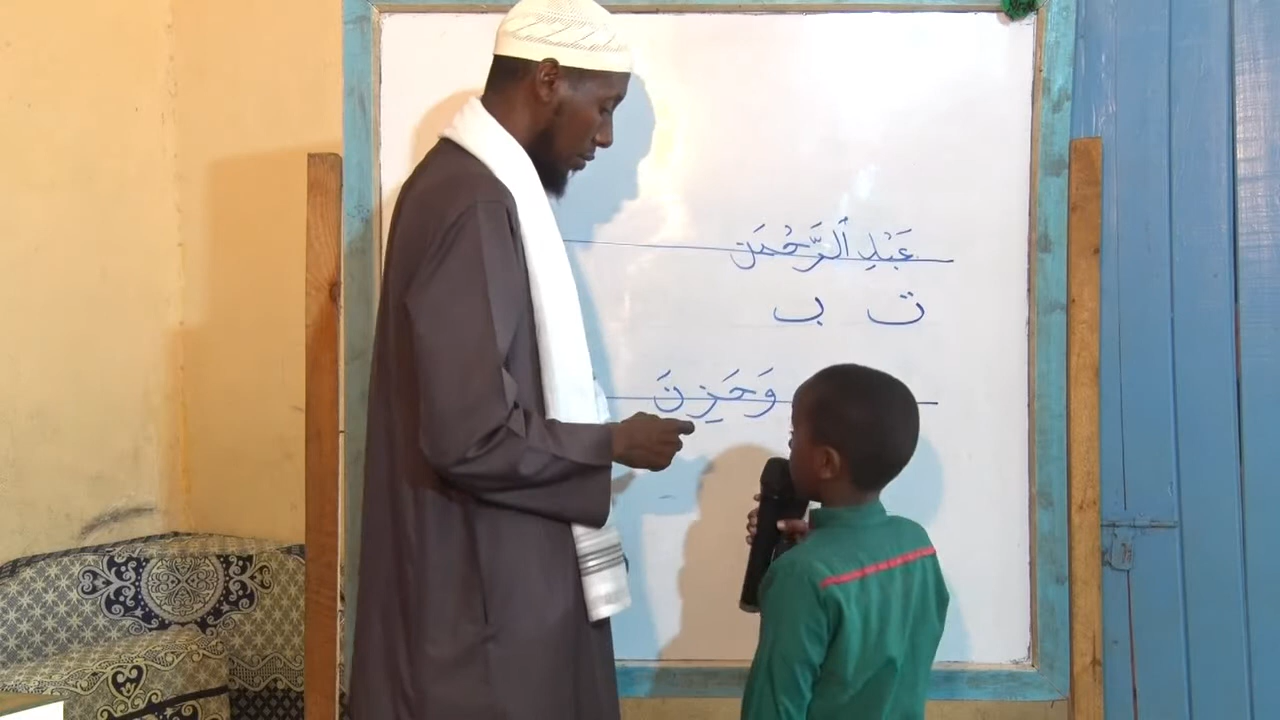 عَبْدِ ٱلرَّحْمَن
ت ب
وَحَزِنَ